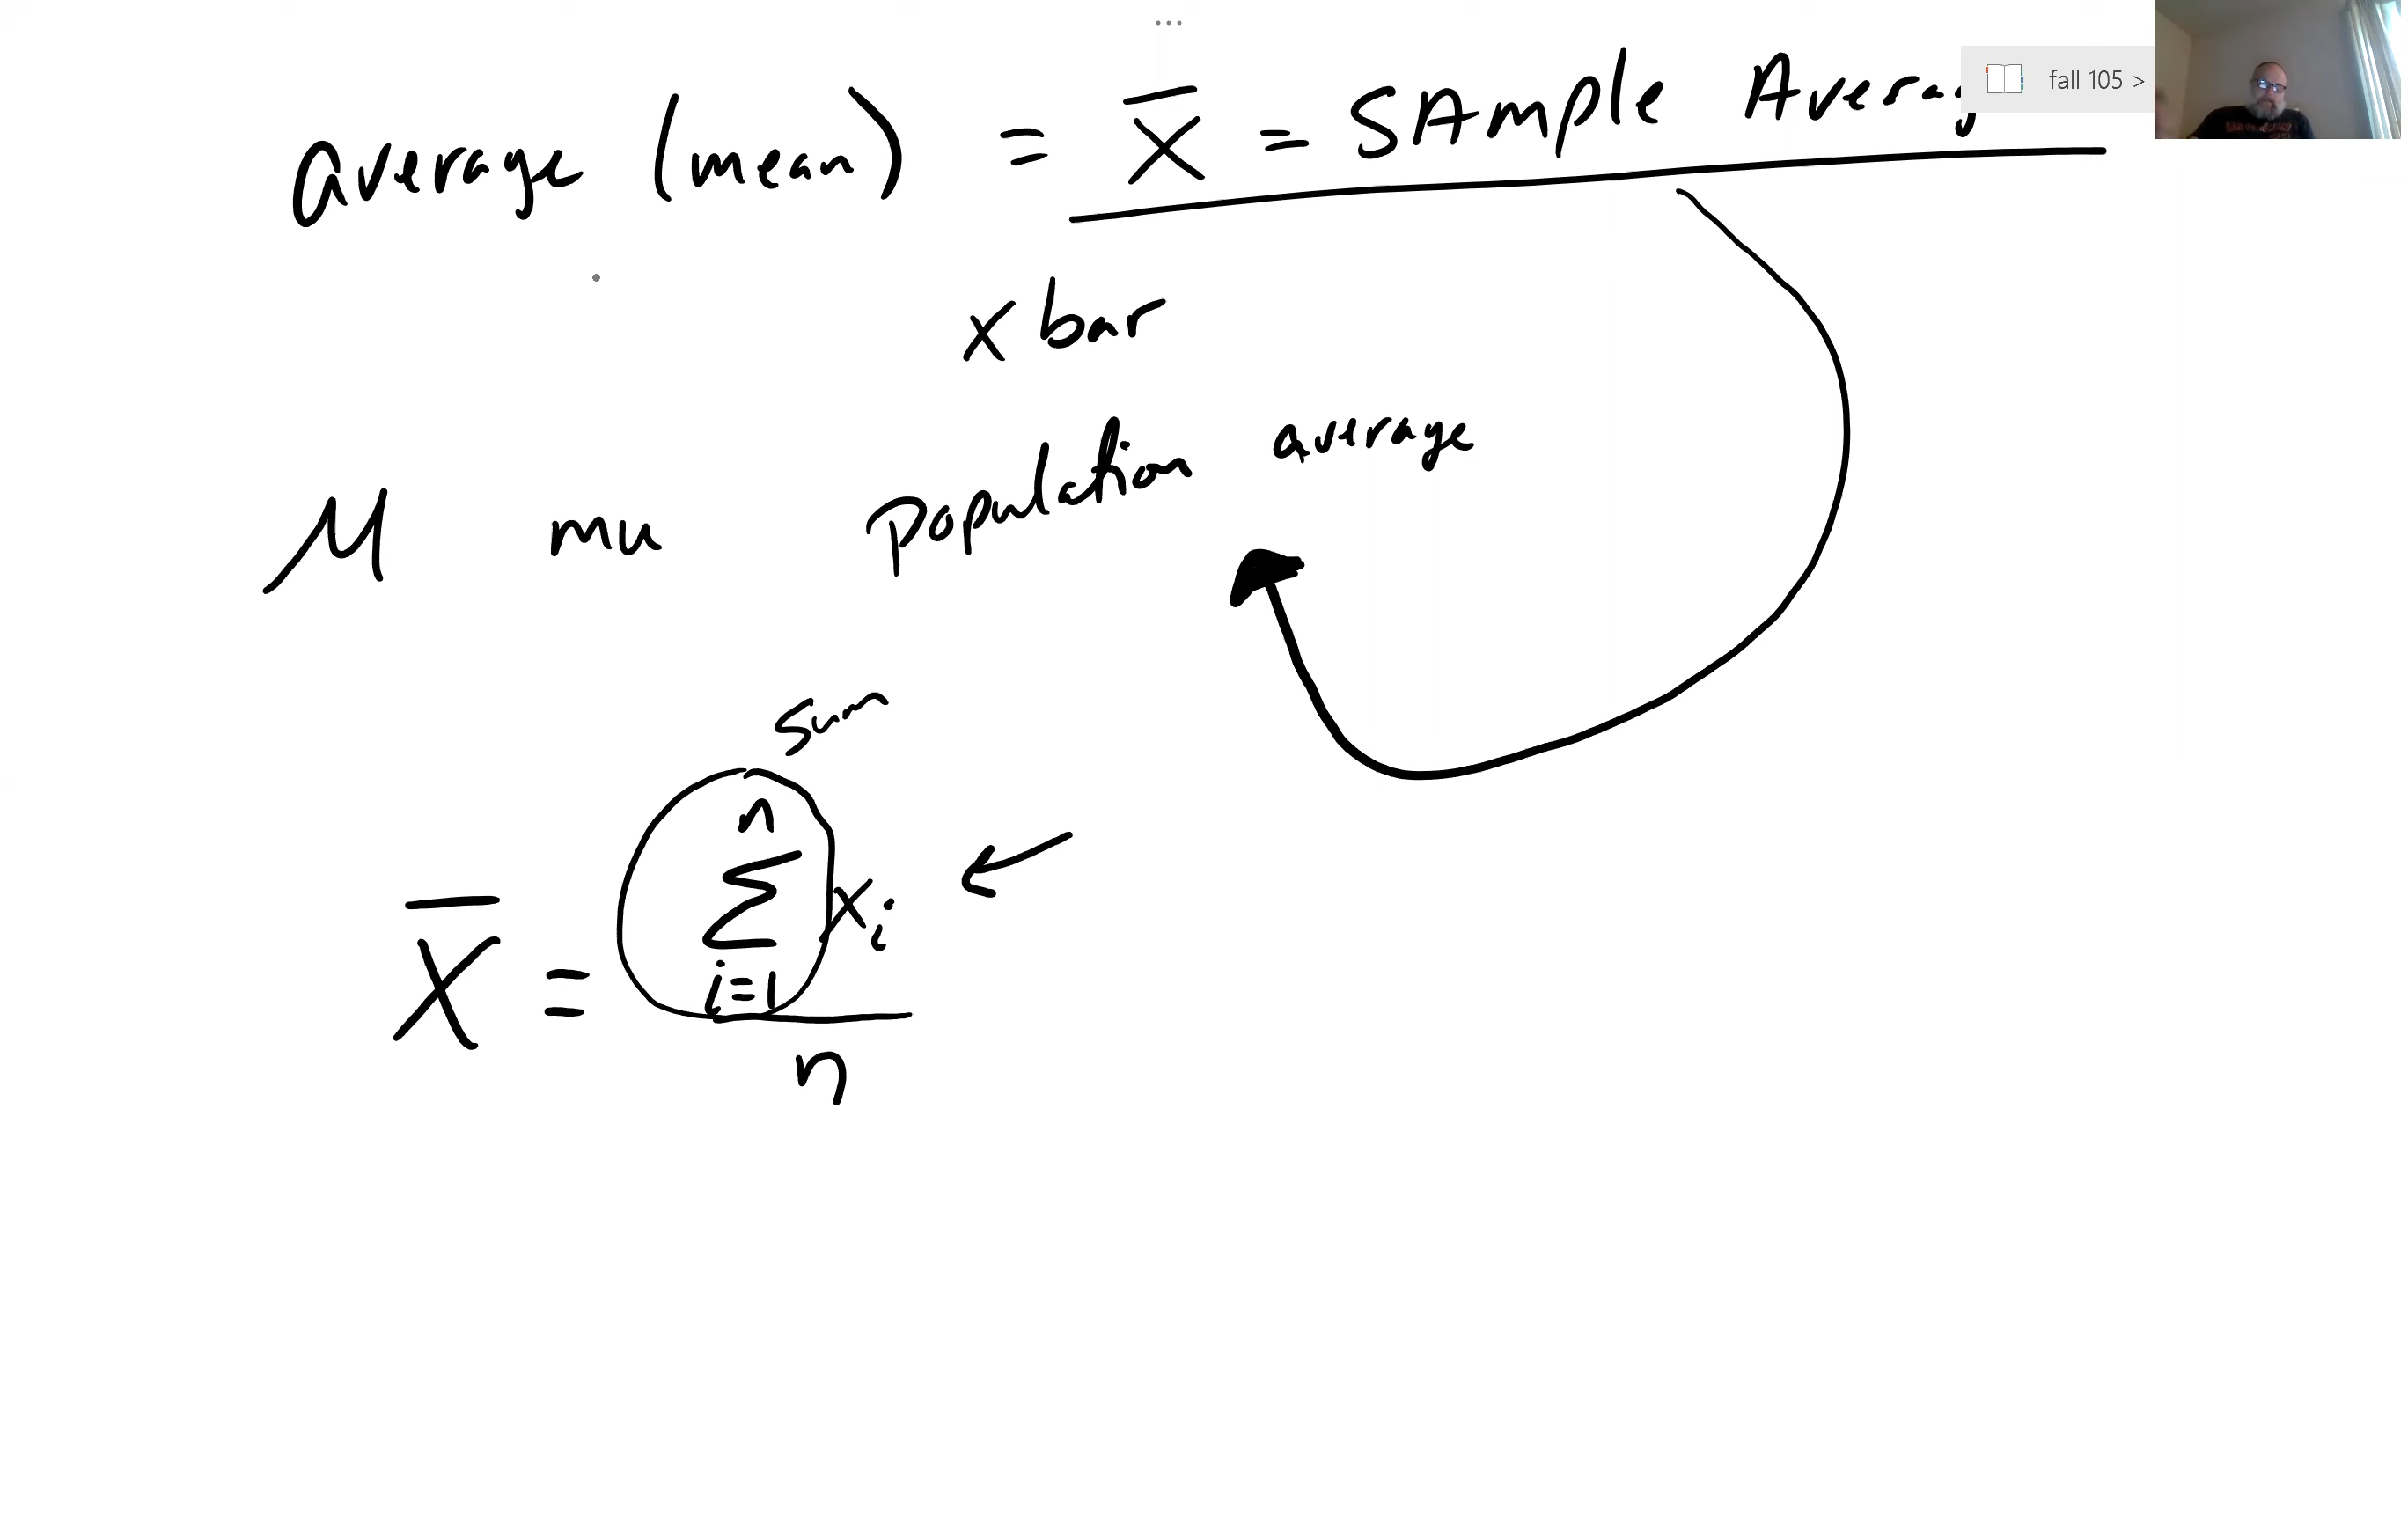 average (mean) = X̄ = SAmple Averag
fall 105 >
x bar
μ mu Population average
sum
X̄ = n Σ i=1 xi
n